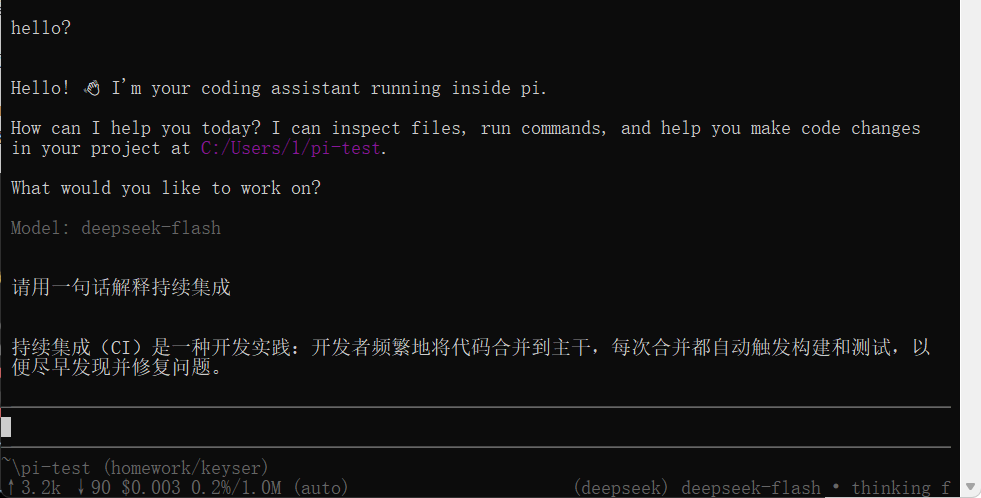 hello?
Hello! 👋 I'm your coding assistant running inside pi.
How can I help you today? I can inspect files, run commands, and help you make code changes
in your project at C:/Users/l/pi-test.
What would you like to work on?
Model: deepseek-flash
请用一句话解释持续集成
持续集成（CI）是一种开发实践：开发者频繁地将代码合并到主干，每次合并都自动触发构建和测试，以
便尽早发现并修复问题。
~\pi-test (homework/keyser)
↑3.2k ↓90 $0.003 0.2%/1.0M (auto) (deepseek) deepseek-flash • thinking f